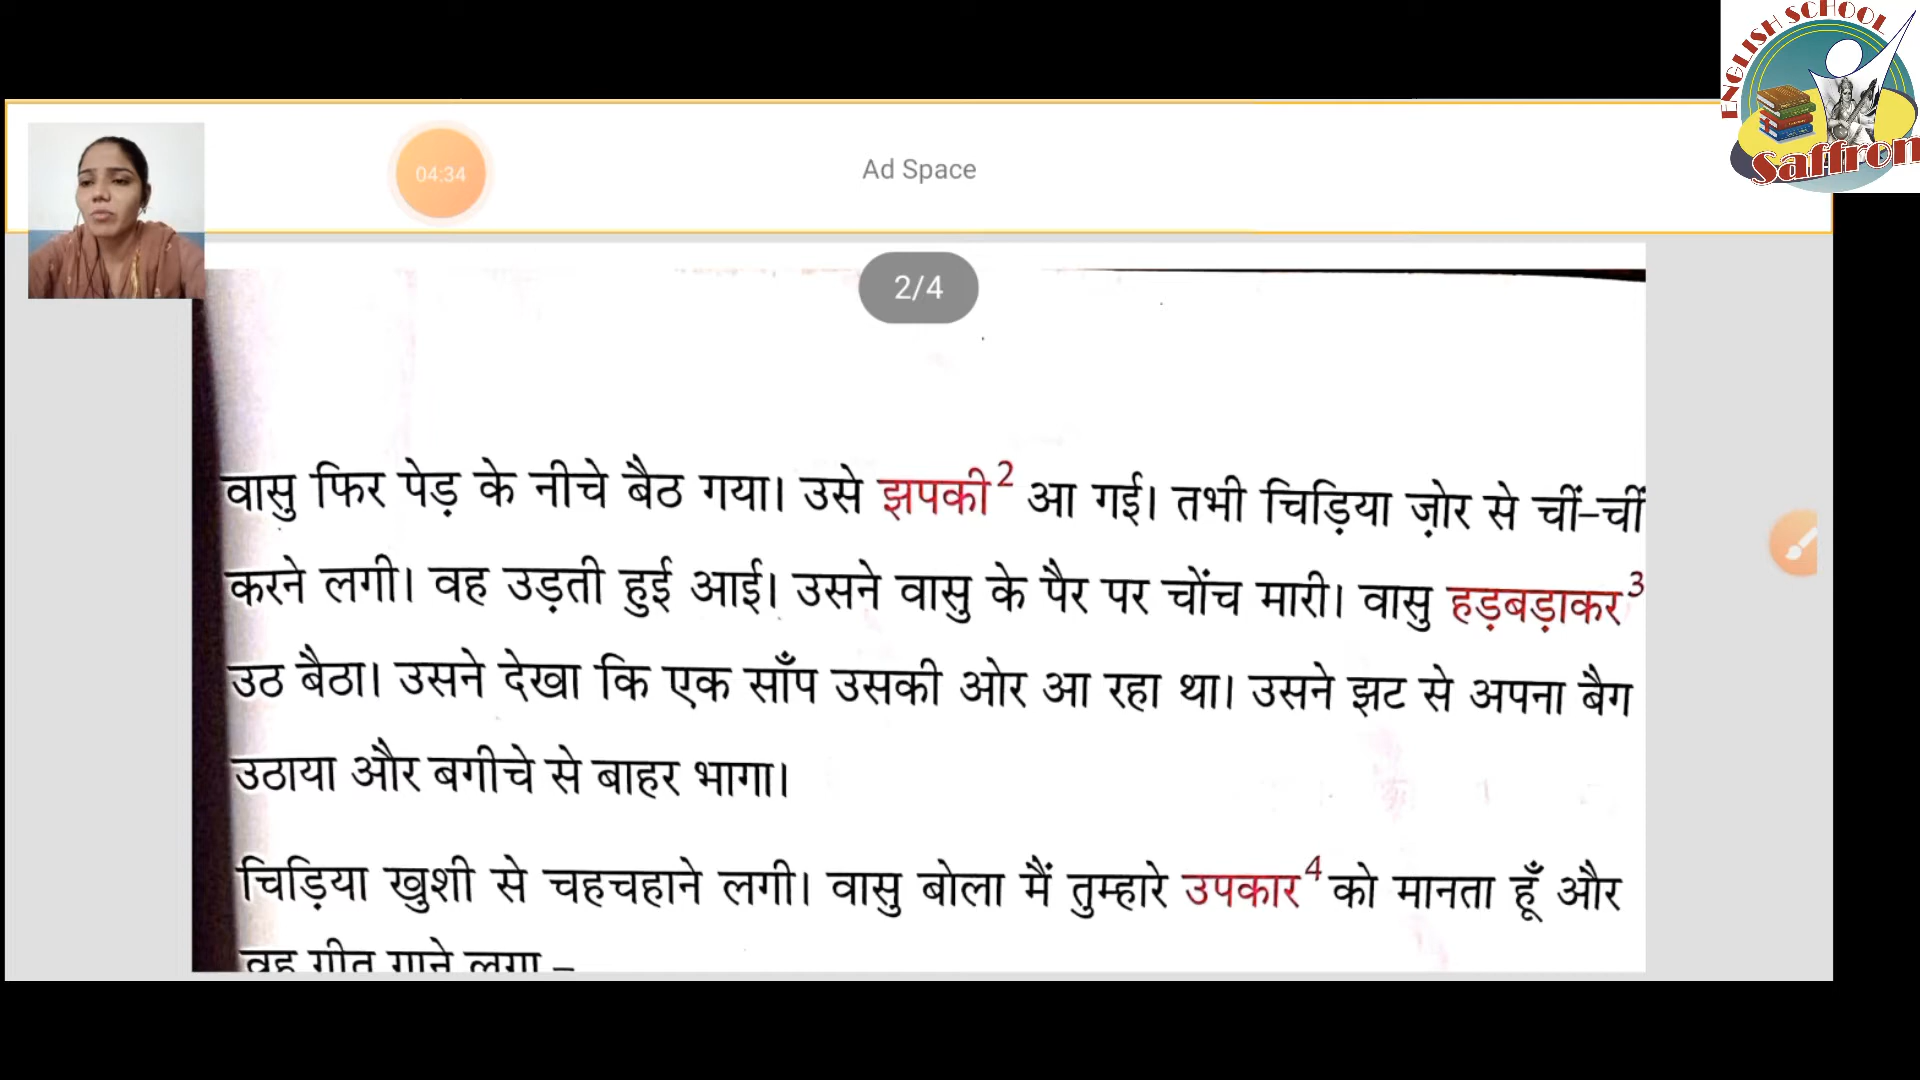 ENGLISH SCHOOL
Saffron
04:34
Ad Space
2/4
वासु फिर पेड़ के नीचे बैठ गया। उसे झपकी2 आ गई। तभी चिड़िया ज़ोर से चीं-चीं
करने लगी। वह उड़ती हुई आई। उसने वासु के पैर पर चोंच मारी। वासु हड़बड़ाकर3
उठ बैठा। उसने देखा कि एक साँप उसकी ओर आ रहा था। उसने झट से अपना बैग
उठाया और बगीचे से बाहर भागा।
चिड़िया खुशी से चहचहाने लगी। वासु बोला मैं तुम्हारे उपकार4 को मानता हूँ और
वह गीत गाने लगा –